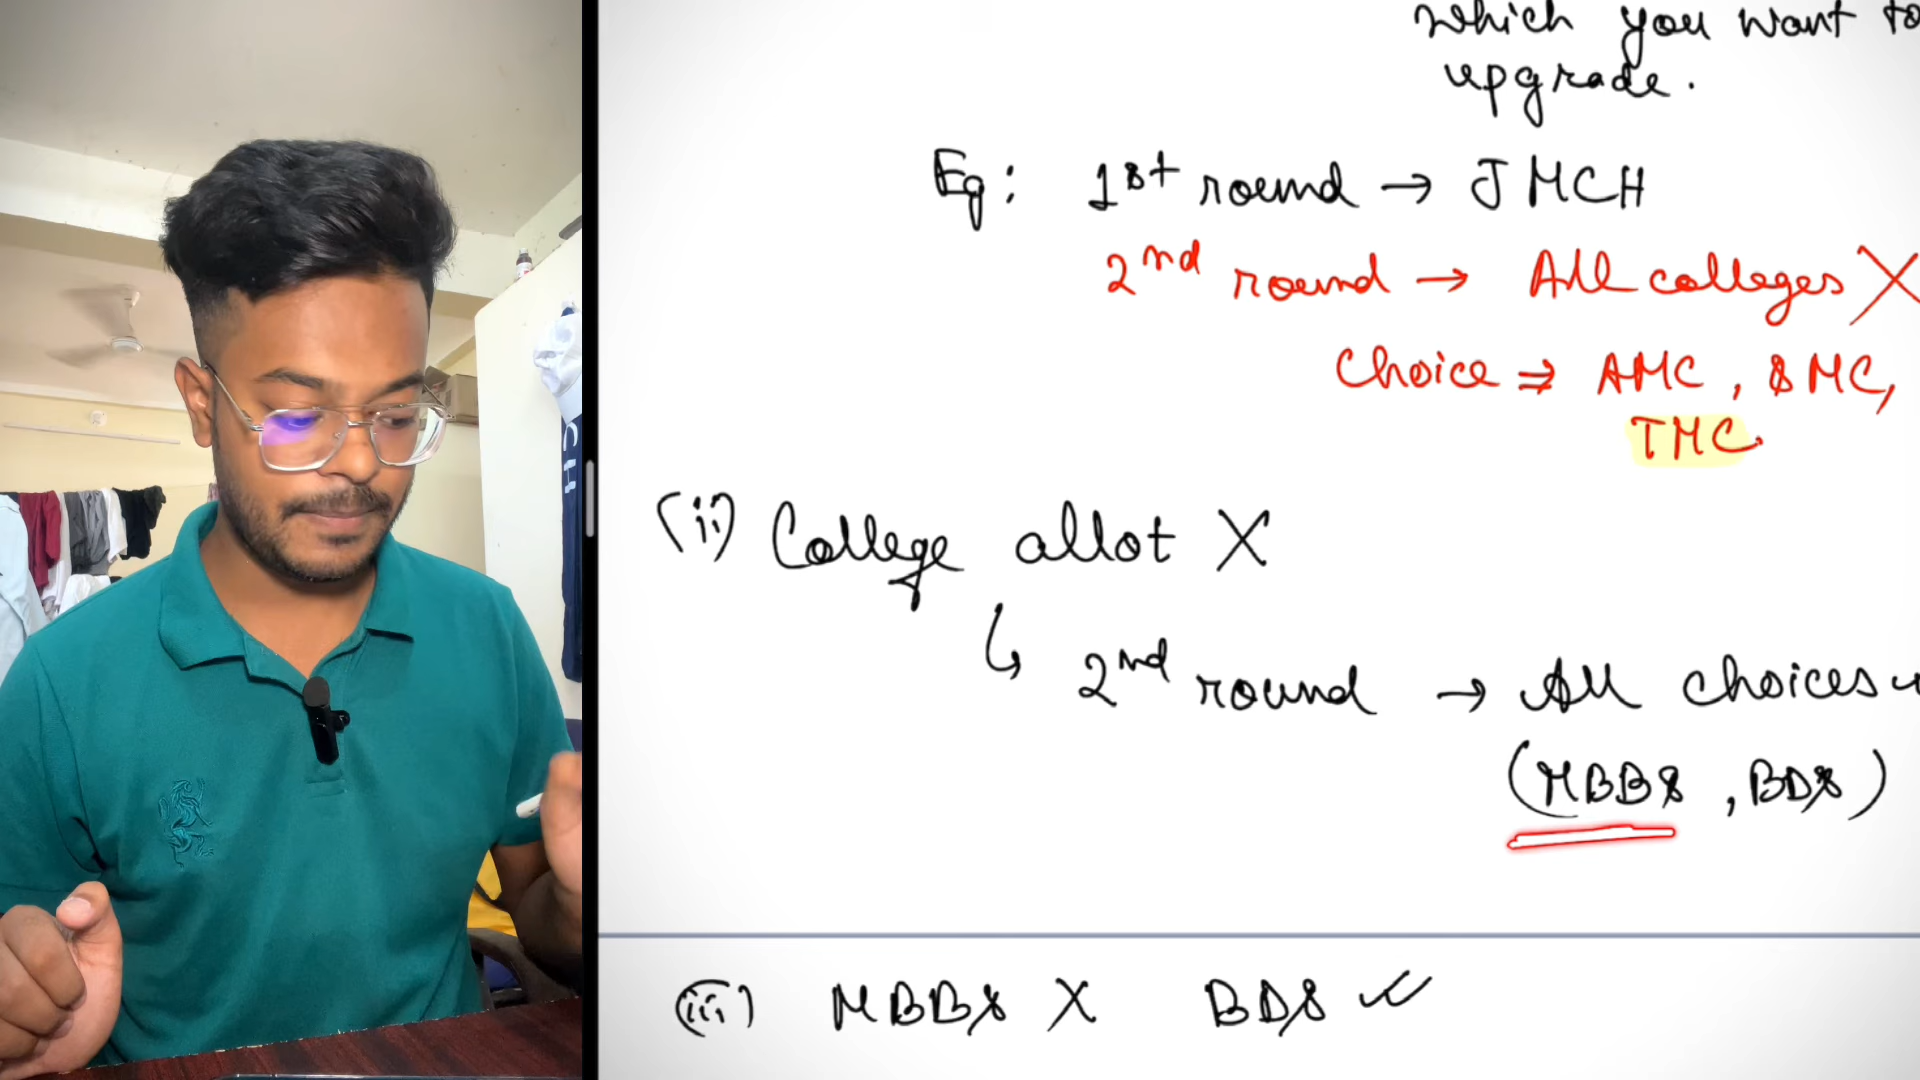 which you want to
upgrade.
Eg: 1st round → JMCH
2nd round → All colleges X
Choice ⇒ AMC, SMC,
TMC
(ii) College allot X
↳ 2nd round → All choices
(MBBS, BDS)
(iii) MBBS X BDS ✓